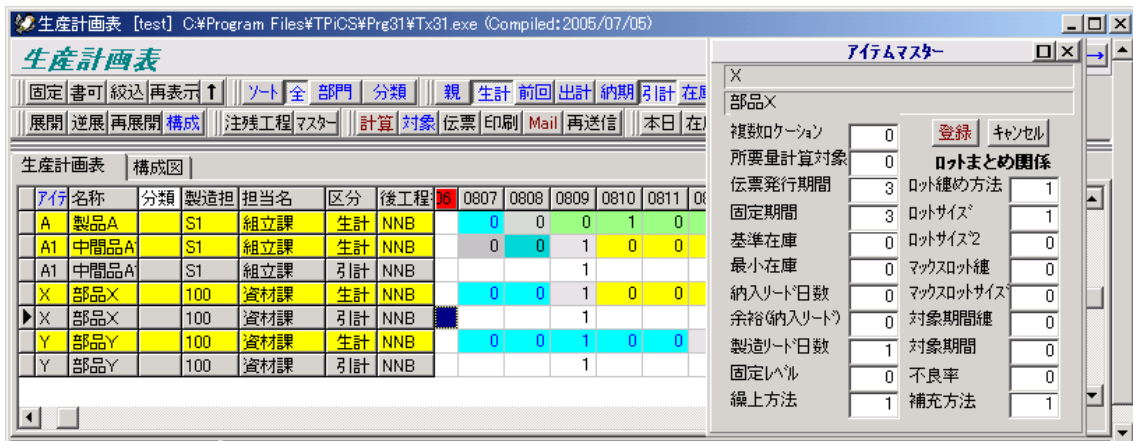 生産計画表 [test] C:¥Program Files¥TPiCS¥Prg31¥Tx31.exe (Compiled:2005/07/05)
生産計画表
固定 書可 絞込 再表示 ↑ ソート 全 部門 分類 親 生計 前回 出計 納期 引計
展開 逆展 再展開 構成 注残 工程 マスター 計算 対象 伝票 印刷 Mail 再送信 本日
生産計画表 構成図
アイテ 名称 分類 製造担 担当名 区分 後工程 06 0807 0808 0809 0810 0811
A 製品A S1 組立課 生計 NNB 0 0 0 1 0
A1 中間品A S1 組立課 生計 NNB 0 0 1 0 0
A1 中間品A S1 組立課 引計 NNB 1
X 部品X 100 資材課 生計 NNB 0 0 1 0 0
X 部品X 100 資材課 引計 NNB 1
Y 部品Y 100 資材課 生計 NNB 0 0 1 0 0
Y 部品Y 100 資材課 引計 NNB 1
アイテムマスター
X
部品X
複数ロケーション 0 登録 キャンセル
所要量計算対象 0 ロットまとめ関係
伝票発行期間 3 ロット纏め方法 1
固定期間 3 ロットサイズ 1
基準在庫 0 ロットサイズ2 0
最小在庫 0 マックスロット纏 0
納入リード日数 0 マックスロットサイズ 0
余裕(納入リード) 0 対象期間纏 0
製造リード日数 1 対象期間 0
固定レベル 0 不良率 0
繰上方法 1 補充方法 1